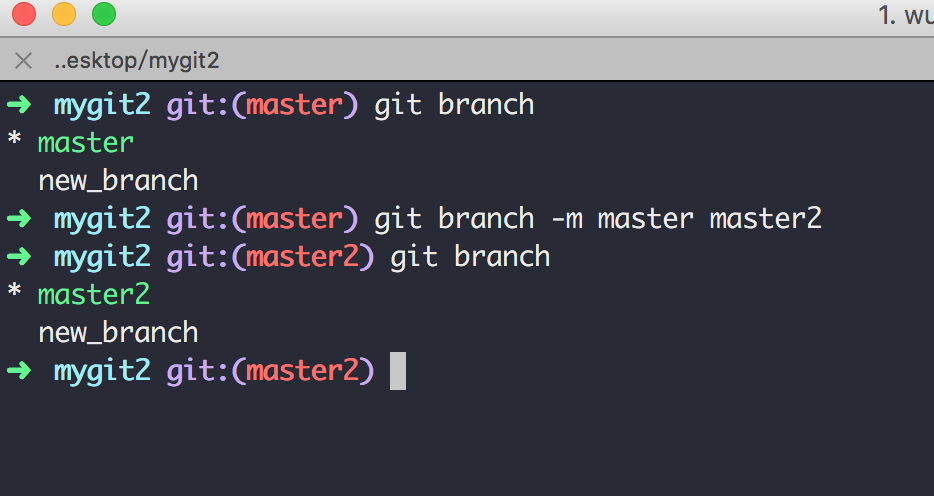 1. wu
..esktop/mygit2
➜ mygit2 git:(master) git branch
* master
new_branch
➜ mygit2 git:(master) git branch -m master master2
➜ mygit2 git:(master2) git branch
* master2
new_branch
➜ mygit2 git:(master2)